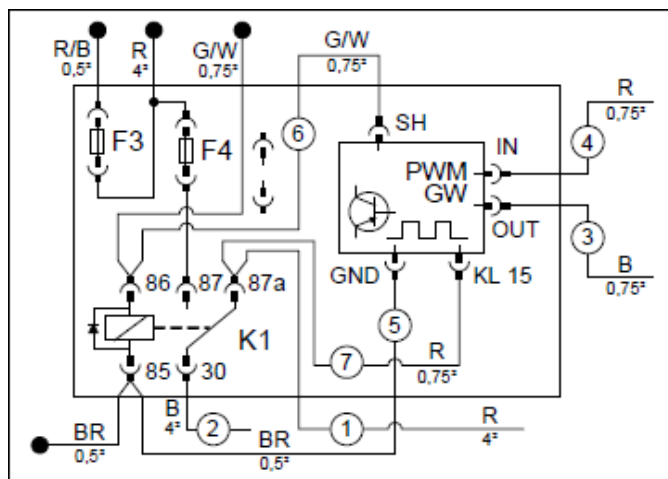 R/B
0,5²
R
4²
G/W
0,75²
G/W
0,75²
R
0,75²
F3
F4
6
SH
IN
4
PWM
GW
OUT
3
B
0,75²
GND
KL 15
86
87
87a
5
K1
7
R
0,75²
85
30
B
4²
2
1
R
4²
BR
0,5²
BR
0,5²